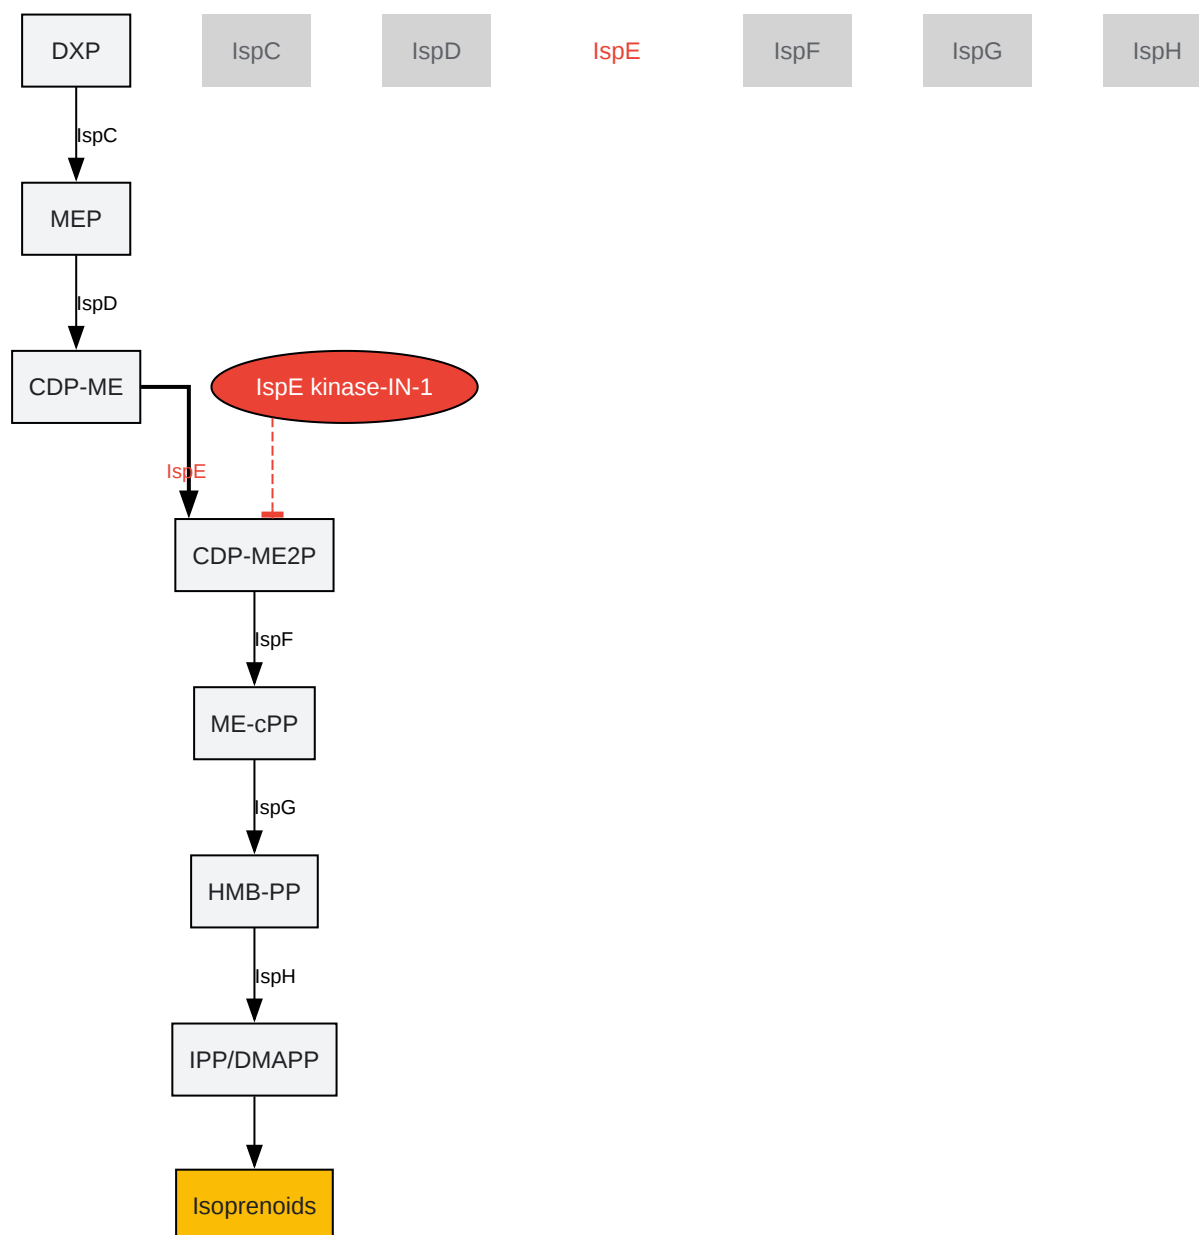 DXP
IspC
IspD
IspE
IspF
IspG
IspH
IspC
MEP
IspD
CDP-ME
IspE kinase-IN-1
IspE
CDP-ME2P
IspF
ME-cPP
IspG
HMB-PP
IspH
IPP/DMAPP
Isoprenoids